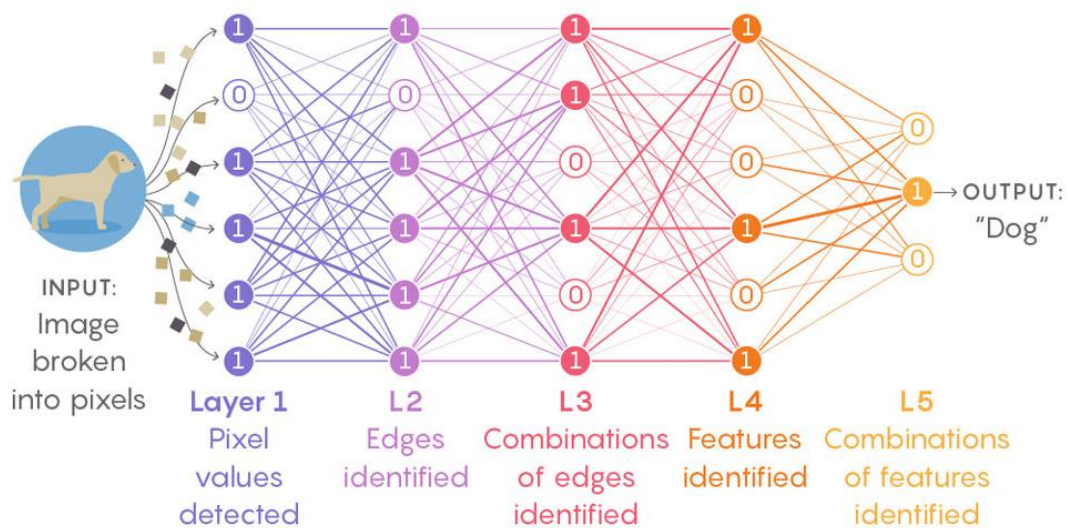 1 1 1 1
0 0 1 0 0
1 1 0 0
1 OUTPUT:
"Dog"
1 1 1 1
0
1 1 0 0
1 1 1 1
INPUT:
Image
broken
into pixels
Layer 1
Pixel
values
detected
L2
Edges
identified
L3
Combinations
of edges
identified
L4
Features
identified
L5
Combinations
of features
identified